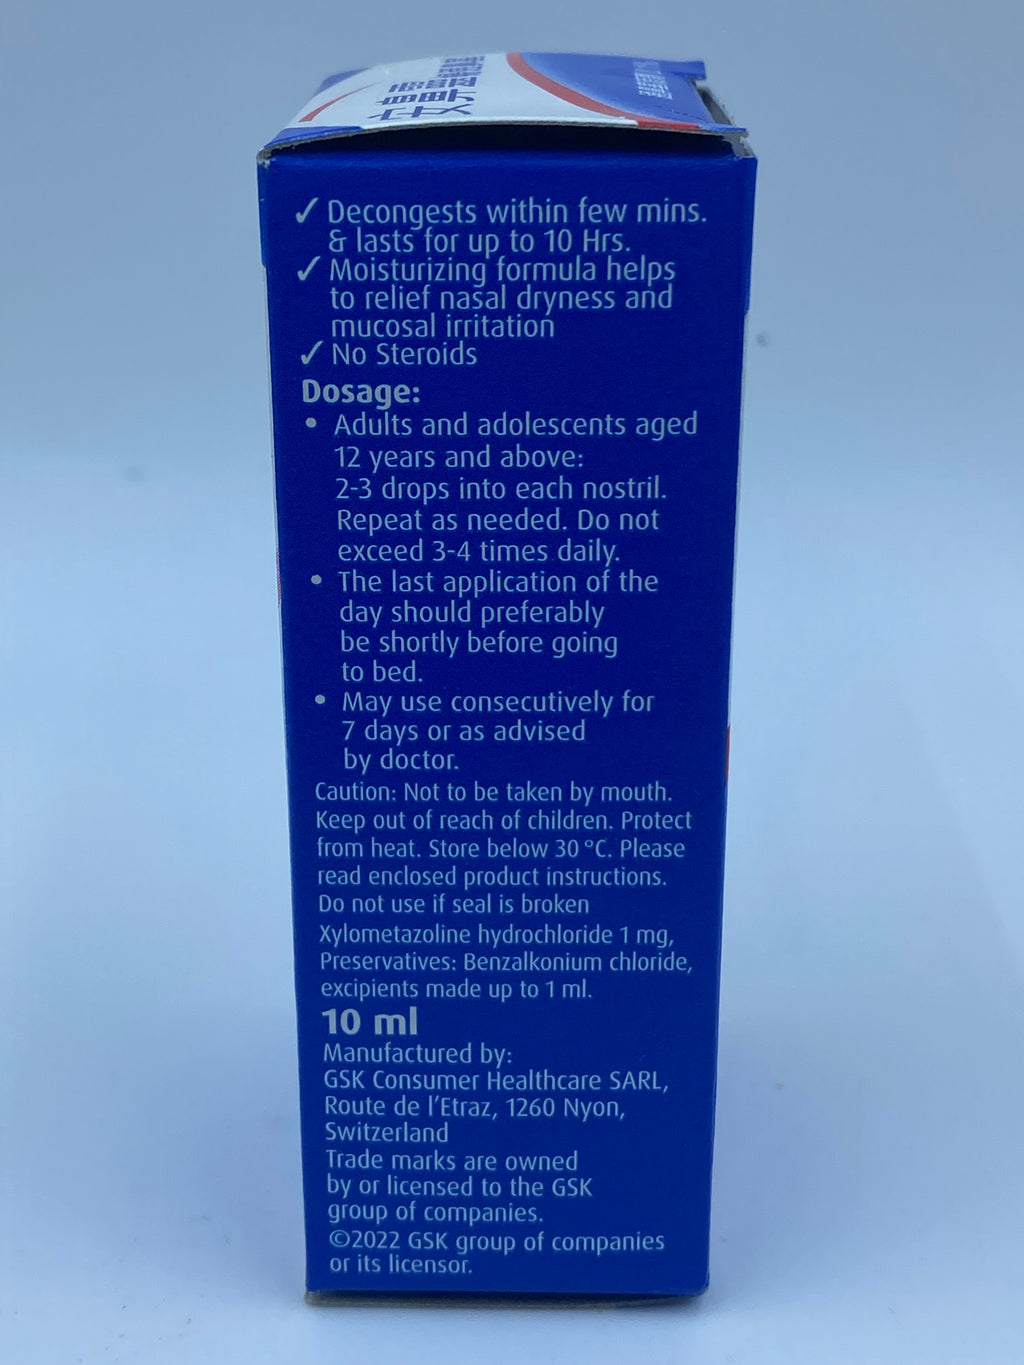 ✓ Decongests within few mins.
& lasts for up to 10 Hrs.
✓ Moisturizing formula helps
to relief nasal dryness and
mucosal irritation
✓ No Steroids
Dosage:
• Adults and adolescents aged
12 years and above:
2-3 drops into each nostril.
Repeat as needed. Do not
exceed 3-4 times daily.
• The last application of the
day should preferably
be shortly before going
to bed.
• May use consecutively for
7 days or as advised
by doctor.
Caution: Not to be taken by mouth.
Keep out of reach of children. Protect
from heat. Store below 30 °C. Please
read enclosed product instructions.
Do not use if seal is broken
Xylometazoline hydrochloride 1 mg,
Preservatives: Benzalkonium chloride,
excipients made up to 1 ml.
10 ml
Manufactured by:
GSK Consumer Healthcare SARL,
Route de l'Etraz, 1260 Nyon,
Switzerland
Trade marks are owned
by or licensed to the GSK
group of companies.
©2022 GSK group of companies
or its licensor.